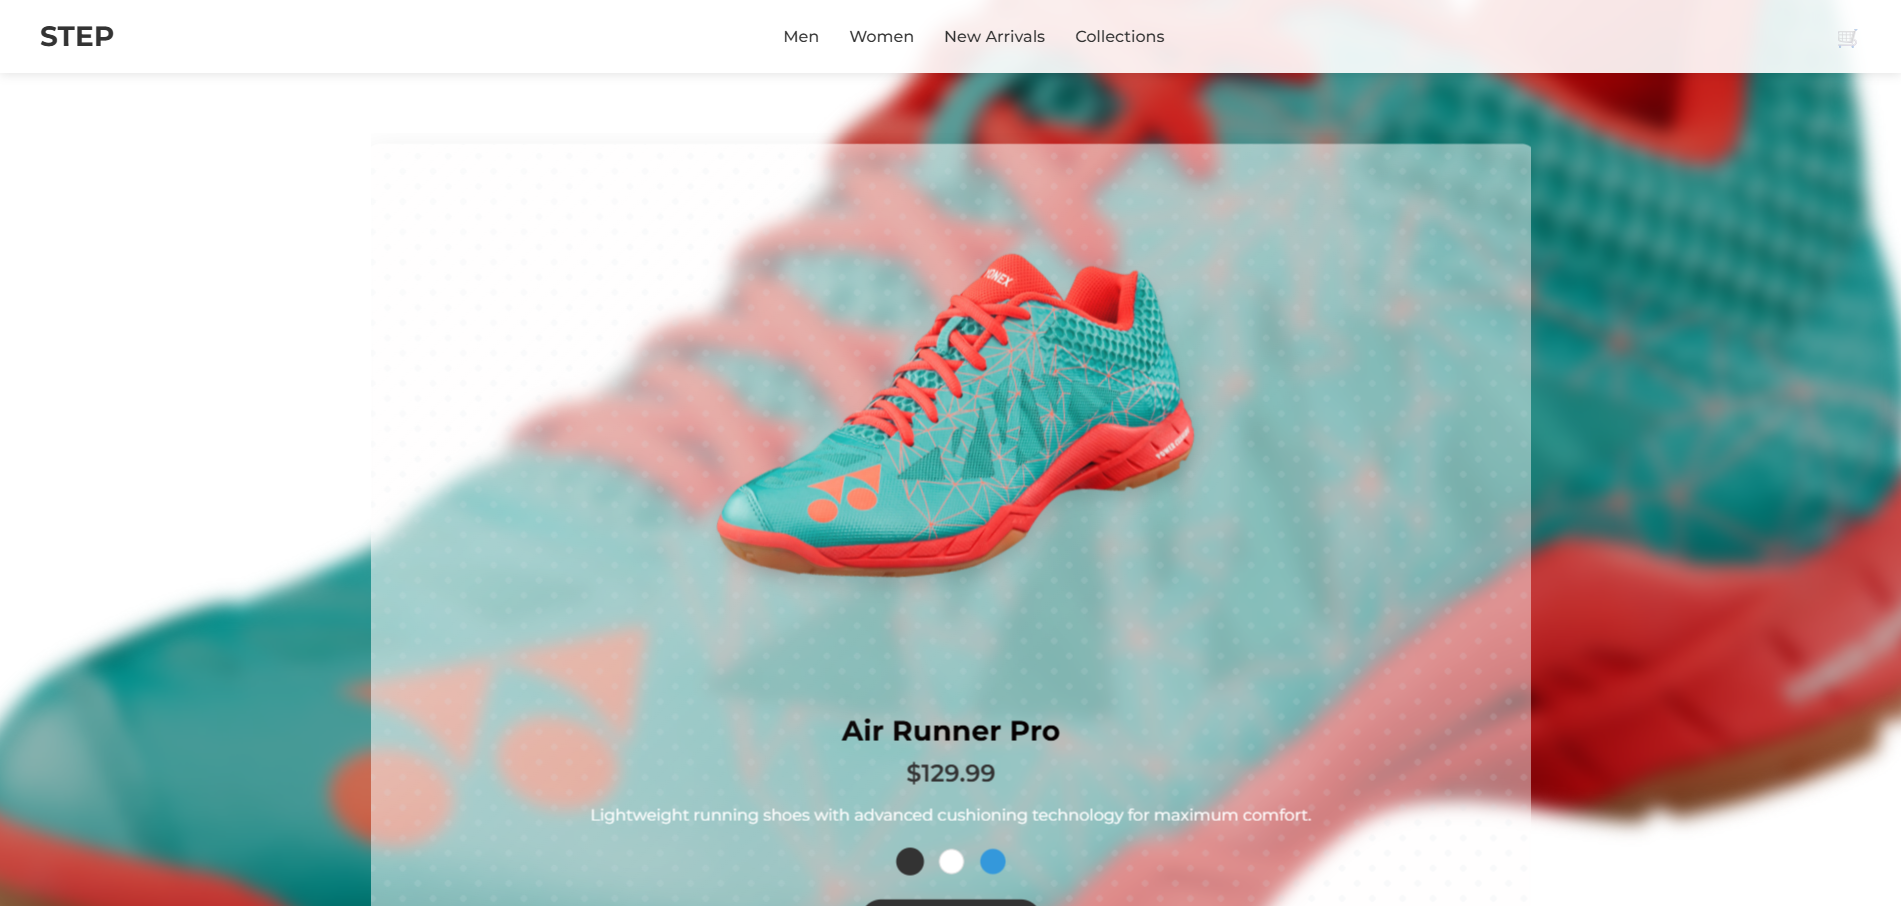 STEP
Men Women New Arrivals Collections
YONEX
Air Runner Pro
$129.99
Lightweight running shoes with advanced cushioning technology for maximum comfort.